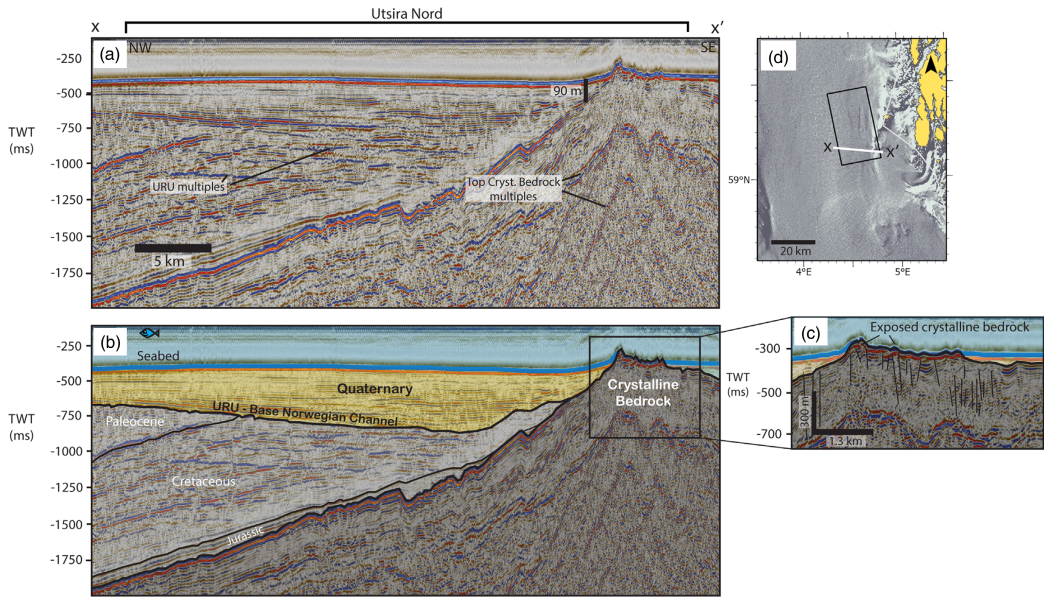 Utsira Nord
x
x'
(a)
NW
SE
-250
-500
TWT
(ms)
-750
-1000
-1250
-1500
-1750
90 m
URU multiples
Top Cryst. Bedrock
multiples
5 km
(d)
X
X'
59°N
20 km
4°E
5°E
(b)
-250
Seabed
-500
TWT
(ms)
-750
-1000
-1250
-1500
-1750
Quaternary
URU - Base Norwegian Channel
Paleocene
Cretaceous
Jurassic
Crystalline
Bedrock
(c)
Exposed crystalline bedrock
-300
TWT
(ms)
-500
-700
300 m
1.3 km